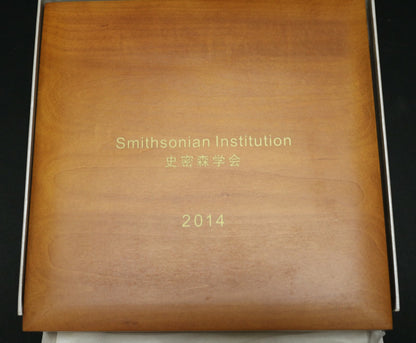 Smithsonian Institution
史密森学会
2014